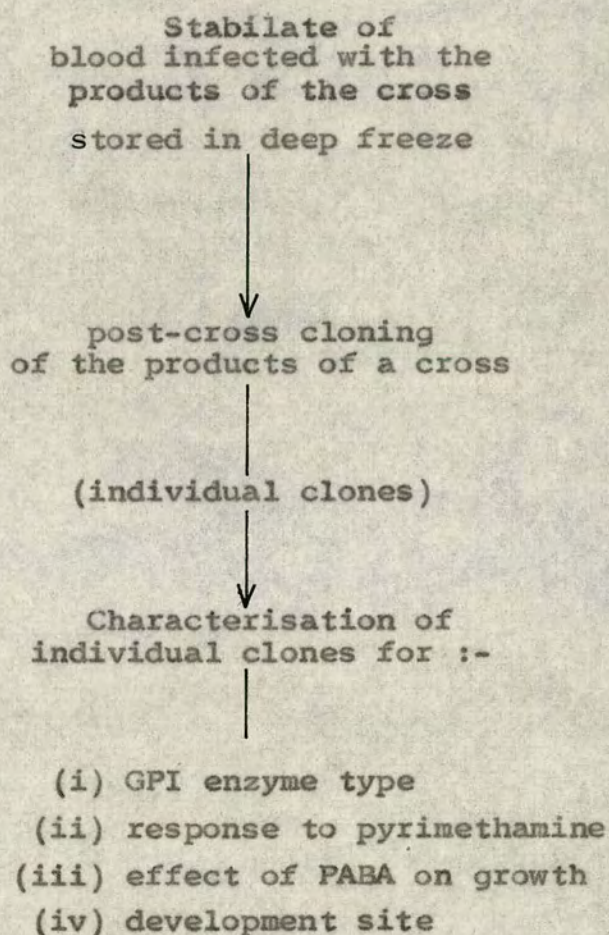 Stabilate of
blood infected with the
products of the cross
stored in deep freeze
post-cross cloning
of the products of a cross
(individual clones)
Characterisation of
individual clones for :-
(i) GPI enzyme type
(ii) response to pyrimethamine
(iii) effect of PABA on growth
(iv) development site